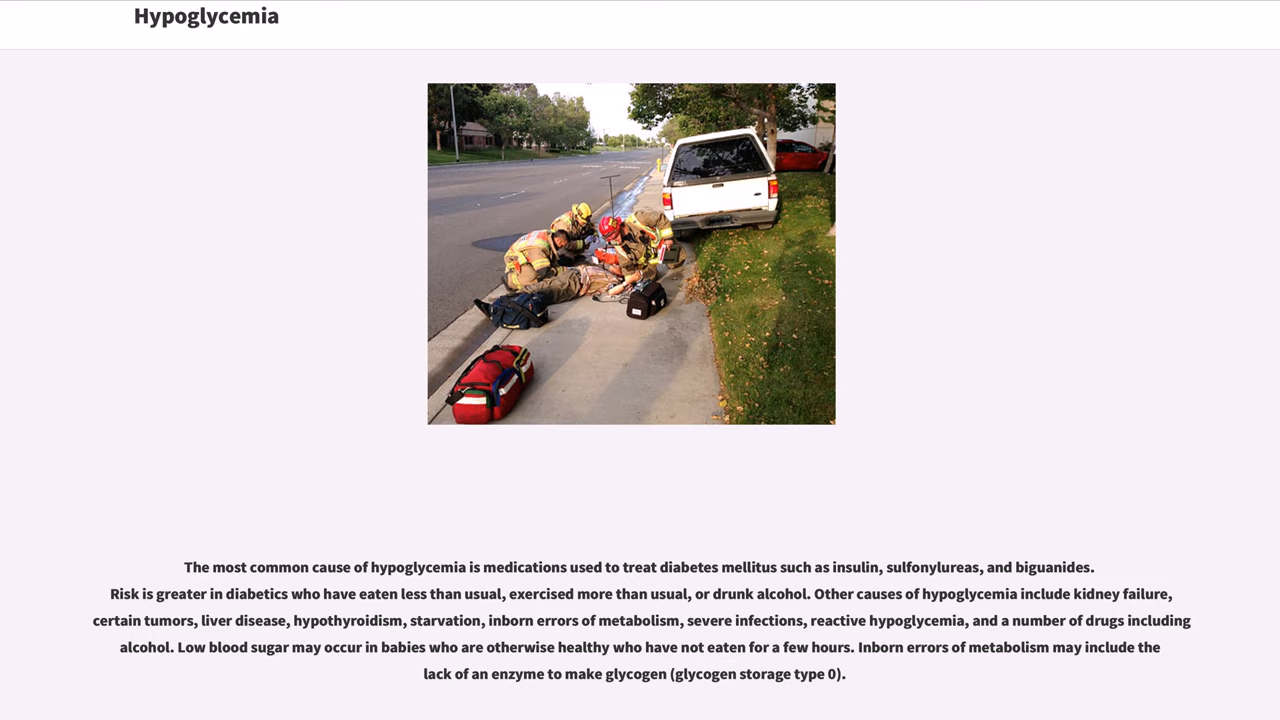 Hypoglycemia
The most common cause of hypoglycemia is medications used to treat diabetes mellitus such as insulin, sulfonylureas, and biguanides.
Risk is greater in diabetics who have eaten less than usual, exercised more than usual, or drunk alcohol. Other causes of hypoglycemia include kidney failure,
certain tumors, liver disease, hypothyroidism, starvation, inborn errors of metabolism, severe infections, reactive hypoglycemia, and a number of drugs including
alcohol. Low blood sugar may occur in babies who are otherwise healthy who have not eaten for a few hours. Inborn errors of metabolism may include the
lack of an enzyme to make glycogen (glycogen storage type 0).